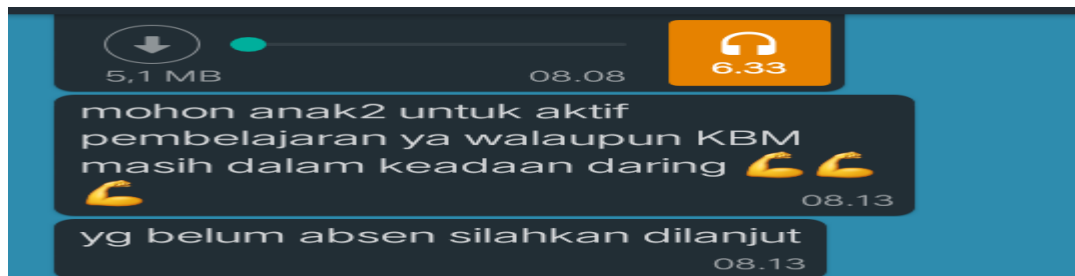 6.33
5,1 MB 08.08
mohon anak2 untuk aktif
pembelajaran ya walaupun KBM
masih dalam keadaan daring 💪💪
💪 08.13
yg belum absen silahkan dilanjut
08.13